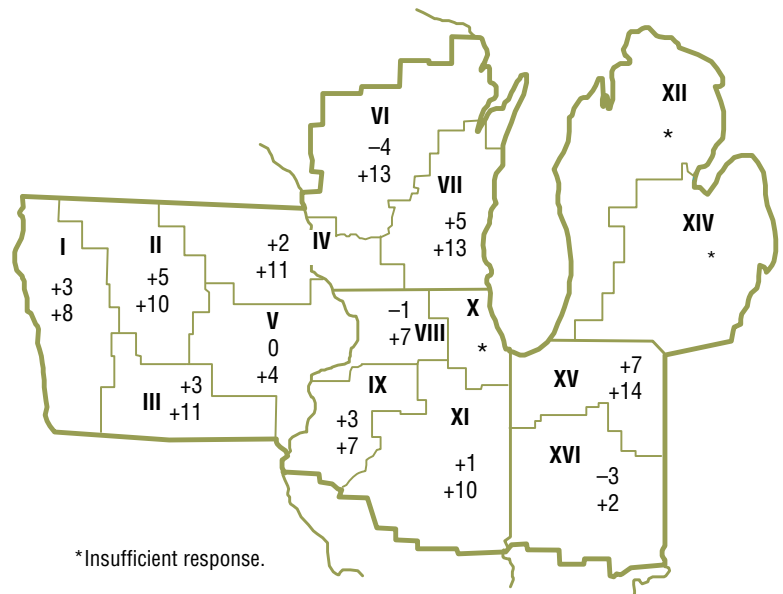 XII
*
VI
–4
+13
VII
+5
+13
XIV
*
I
+3
+8
II
+5
+10
+2
+11
IV
V
0
+4
–1
+7
VIII
X
*
III
+3
+11
IX
+3
+7
XI
+1
+10
XV
+7
+14
XVI
–3
+2
*Insufficient response.